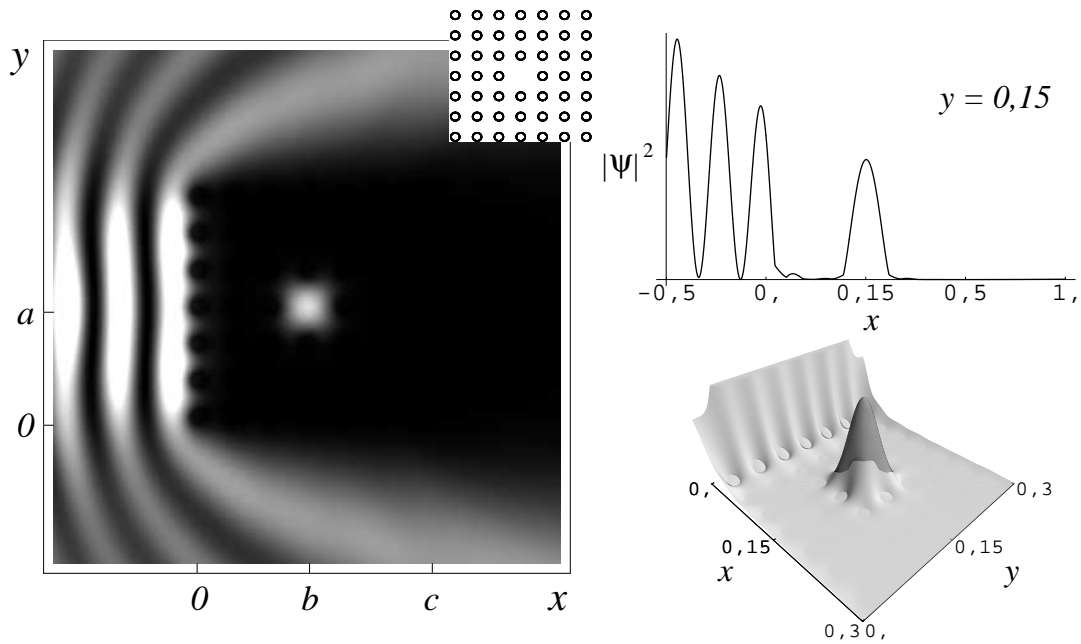 y
a
0
0 b c x
y = 0,15
|Ψ|²
-0,5 0, 0,15 0,5 1,
x
0, 0,3
0,15 0,15
x y
0,30,